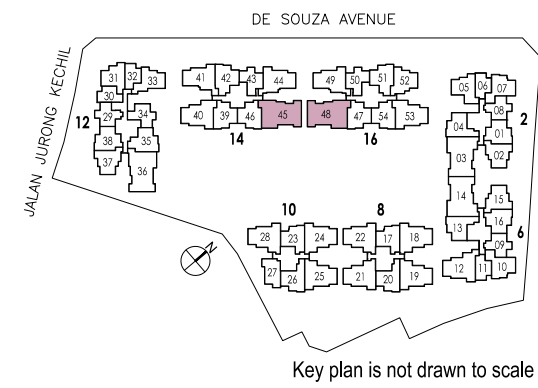 DE SOUZA AVENUE
JALAN JURONG KECHIL
31 32 33
30
29
34
38
35
37
36
12
41 42 43 44
40 39 46 45
14
49 50 51 52
48 47 54 53
16
05 06 07
08
04
01
03
02
2
14
15
13
16
09
12 11 10
6
10
28 23 24
27 26 25
8
22 17 18
21 20 19
N
Key plan is not drawn to scale